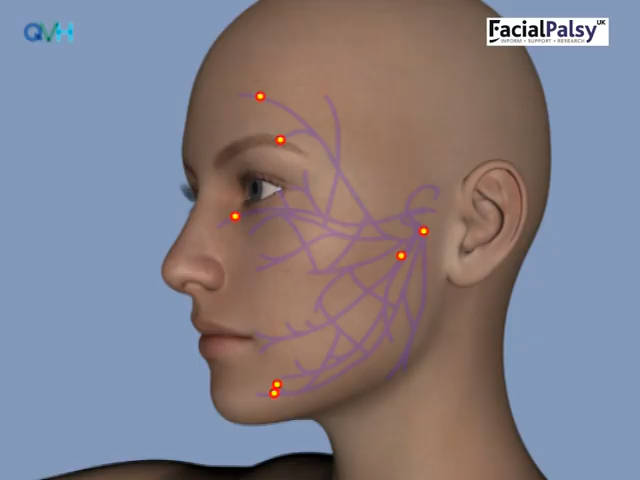 QVH
FacialPalsy UK
INFORM • SUPPORT • RESEARCH